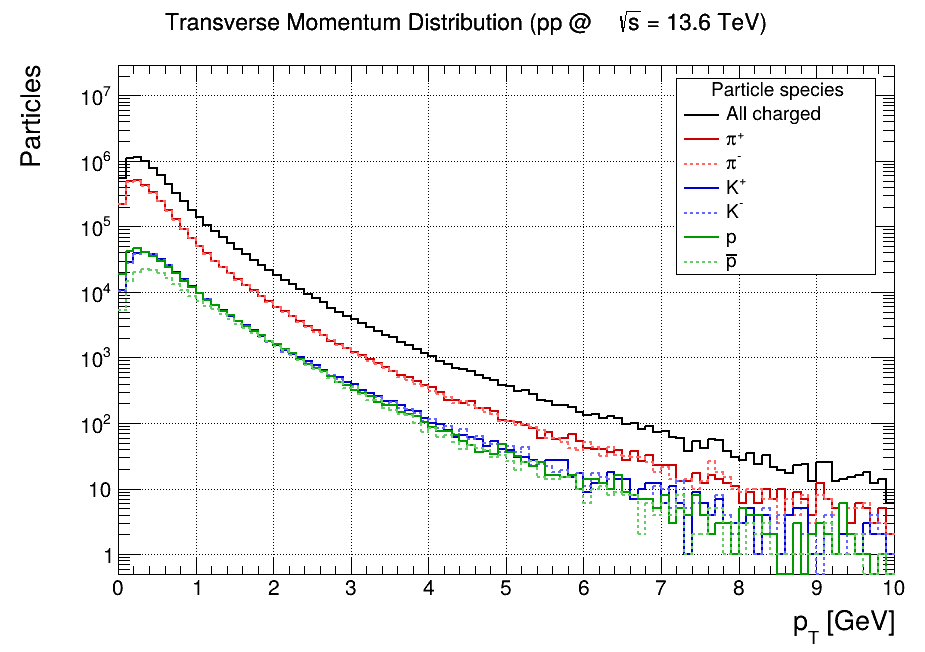 Transverse Momentum Distribution (pp @ √s = 13.6 TeV)
Particles
10⁷
10⁶
10⁵
10⁴
10³
10²
10
1
Particle species
All charged
π⁺
π⁻
K⁺
K⁻
p
p̅
0 1 2 3 4 5 6 7 8 9 10
p_T [GeV]